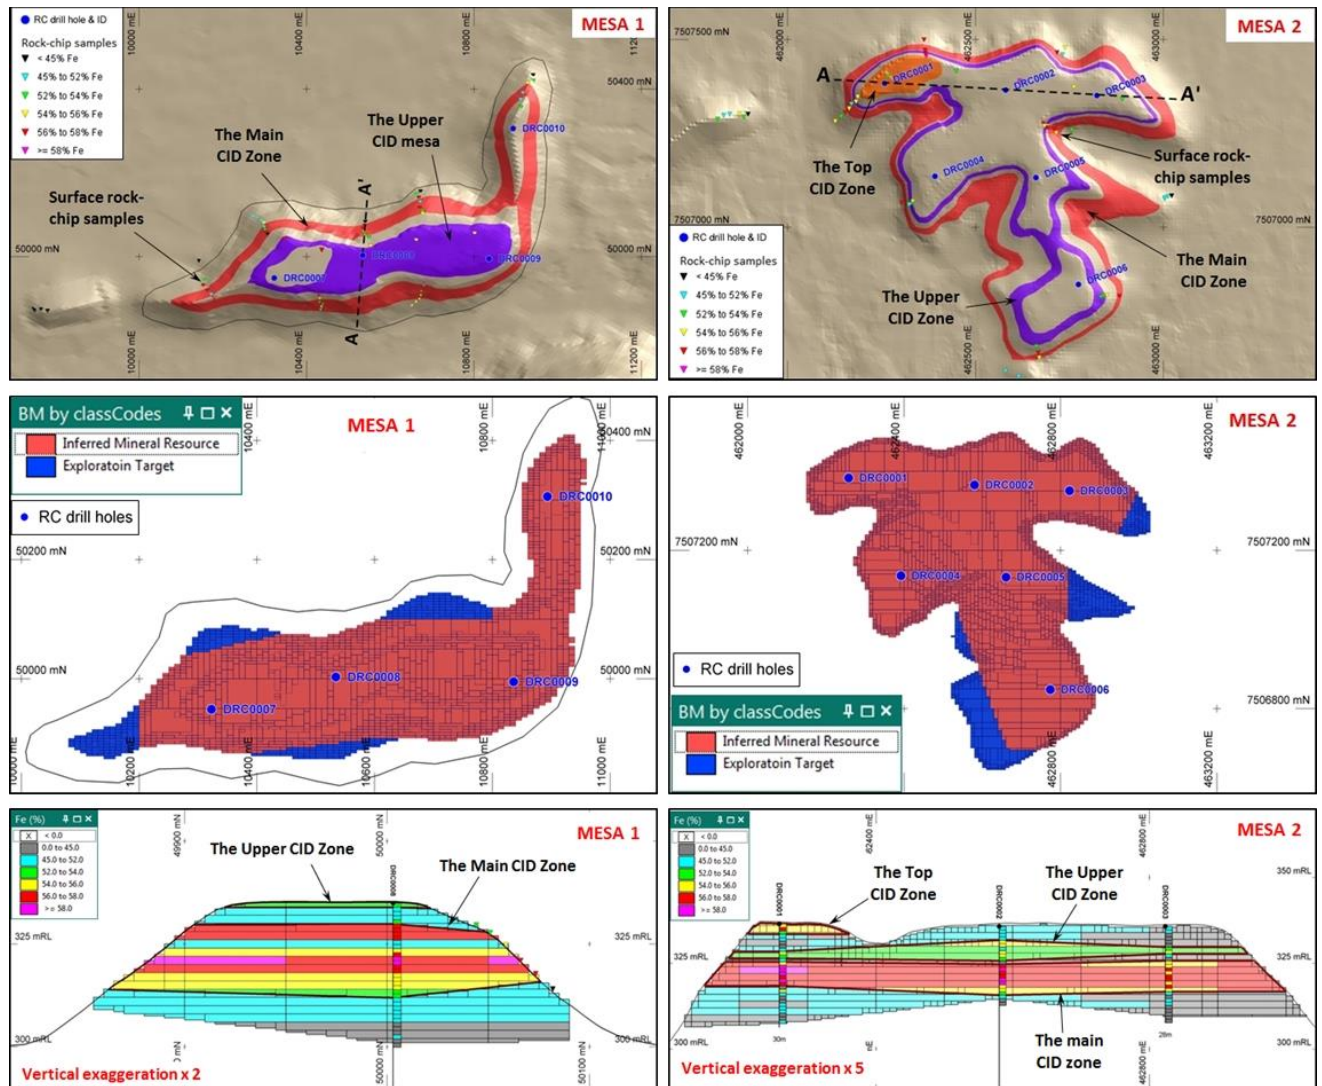 RC drill hole & ID
Rock-chip samples
< 45% Fe
45% to 52% Fe
52% to 54% Fe
54% to 56% Fe
56% to 58% Fe
>= 58% Fe
MESA 1
10000 mE
10400 mE
10800 mE
11200 mE
50400 mN
50000 mN
The Main
CID Zone
The Upper
CID mesa
Surface rock-
chip samples
A'
A
DRC0010
DRC0007
DRC0008
DRC0009
10000 mE
10400 mE
10800 mE
11200 mE
MESA 2
462000 mE
462500 mE
463000 mE
7507500 mN
7507000 mN
7507000 mN
A
A'
DRC0001
DRC0002
DRC0003
DRC0004
DRC0005
DRC0006
The Top
CID Zone
Surface rock-
chip samples
The Main
CID Zone
The Upper
CID Zone
RC drill hole & ID
Rock-chip samples
< 45% Fe
45% to 52% Fe
52% to 54% Fe
54% to 56% Fe
56% to 58% Fe
>= 58% Fe
462500 mE
463000 mE
BM by classCodes
Inferred Mineral Resource
Exploratoin Target
RC drill holes
MESA 1
10400 mE
10800 mE
50400 mN
50200 mN
50200 mN
50000 mN
50000 mN
DRC0010
DRC0008
DRC0009
DRC0007
10000 mE
10200 mE
10400 mE
10600 mE
10800 mE
11000 mE
MESA 2
462000 mE
462400 mE
462800 mE
463200 mE
DRC0001
DRC0002
DRC0003
7507200 mN
7507200 mN
DRC0004
DRC0005
DRC0006
7506800 mN
RC drill holes
BM by classCodes
Inferred Mineral Resource
Exploratoin Target
462800 mE
463200 mE
Fe (%)
X < 0.0
0.0 to 45.0
45.0 to 52.0
52.0 to 54.0
54.0 to 56.0
56.0 to 58.0
>= 58.0
MESA 1
49900 mN
50000 mN
The Upper CID Zone
The Main CID Zone
DRC0008
325 mRL
325 mRL
300 mRL
300 mRL
50000 mN
50100 mN
Vertical exaggeration x 2
Fe (%)
X < 0.0
0.0 to 45.0
45.0 to 52.0
52.0 to 54.0
54.0 to 56.0
56.0 to 58.0
>= 58.0
MESA 2
62400 mE
462800 mE
The Top
CID Zone
The Upper
CID Zone
DRC0001
DRC0002
DRC0003
350 mRL
350 mRL
325 mRL
325 mRL
300 mRL
300 mRL
30m
28m
The main
CID zone
462800 mE
Vertical exaggeration x 5